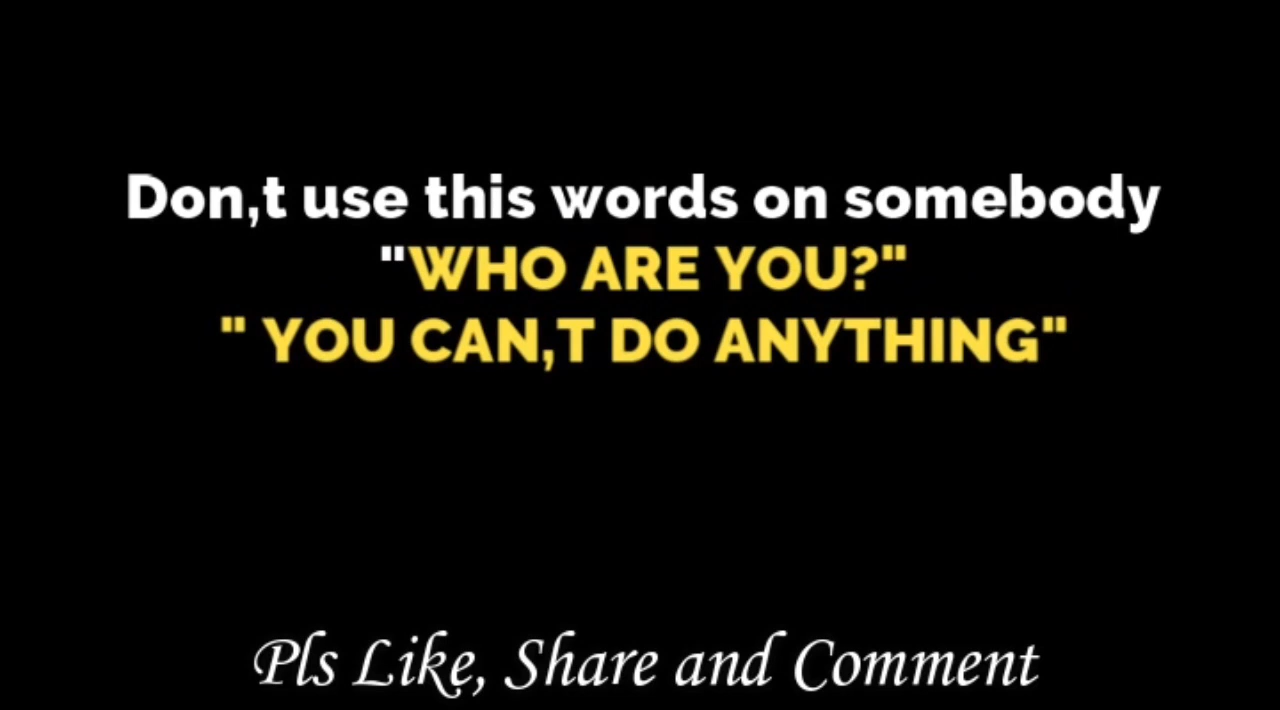 Don,t use this words on somebody
"WHO ARE YOU?"
" YOU CAN,T DO ANYTHING"
Pls Like, Share and Comment